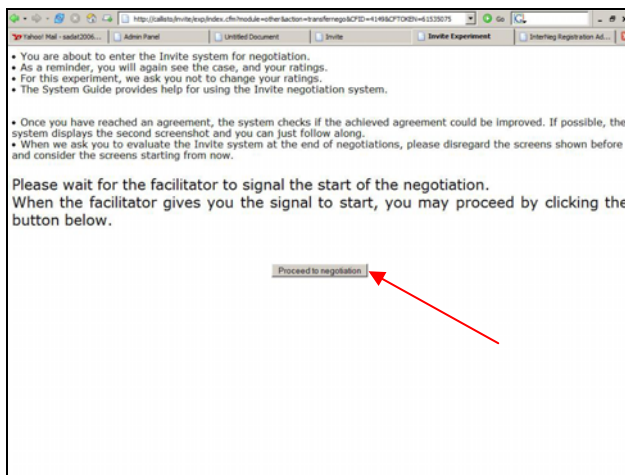 http://callisto/invite/exp/index.cfm?module=other&action=transfernego&CFID=4149&CFTOKEN=61535075 Go
Yahoo! Mail - sadat2006... Admin Panel Untitled Document Invite Invite Experiment InterNeg Registration Ad...
• You are about to enter the Invite system for negotiation.
• As a reminder, you will again see the case, and your ratings.
• For this experiment, we ask you not to change your ratings.
• The System Guide provides help for using the Invite negotiation system.
• Once you have reached an agreement, the system checks if the achieved agreement could be improved. If possible, the
system displays the second screenshot and you can just follow along.
• When we ask you to evaluate the Invite system at the end of negotiations, please disregard the screens shown before
and consider the screens starting from now.
Please wait for the facilitator to signal the start of the negotiation.
When the facilitator gives you the signal to start, you may proceed by clicking the
button below.
Proceed to negotiation